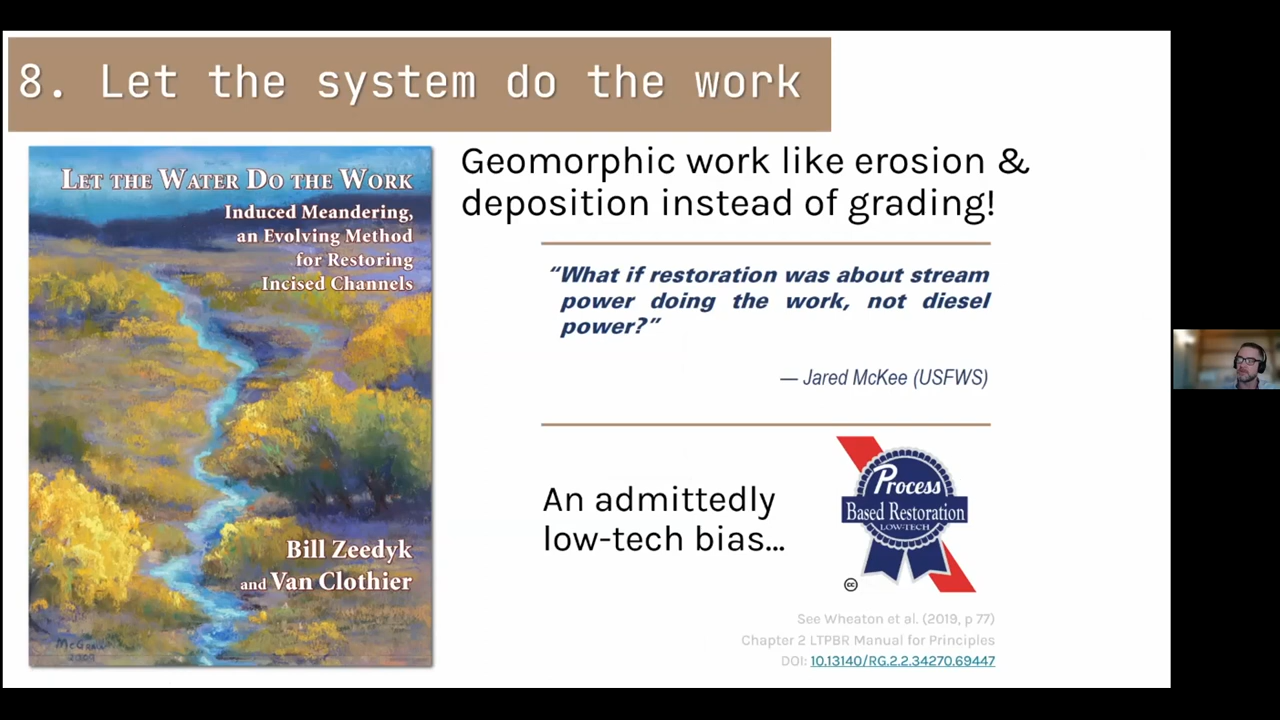 8. Let the system do the work
LET THE WATER DO THE WORK
Induced Meandering,
an Evolving Method
for Restoring
Incised Channels
Bill Zeedyk
and Van Clothier
Geomorphic work like erosion &
deposition instead of grading!
“What if restoration was about stream
power doing the work, not diesel
power?”
— Jared McKee (USFWS)
An admittedly
low-tech bias...
Process
Based Restoration
LOW-TECH
cc
See Wheaton et al. (2019, p 77)
Chapter 2 LTPBR Manual for Principles
DOI: 10.13140/RG.2.2.34270.69447